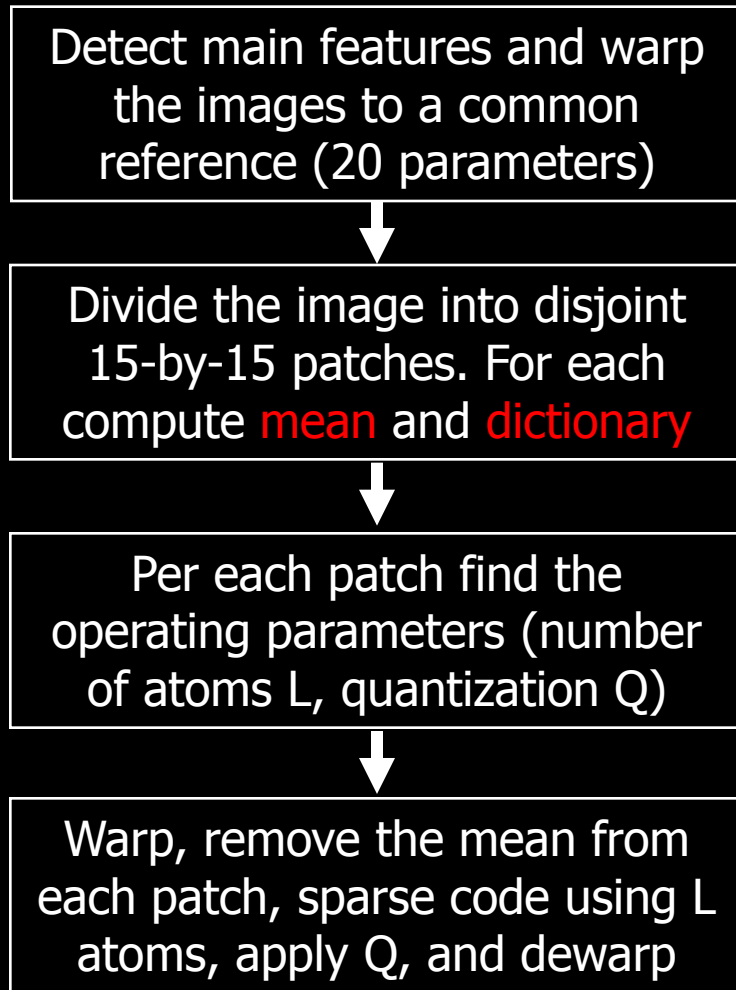 Detect main features and warp
the images to a common
reference (20 parameters)
Divide the image into disjoint
15-by-15 patches. For each
compute mean and dictionary
Per each patch find the
operating parameters (number
of atoms L, quantization Q)
Warp, remove the mean from
each patch, sparse code using L
atoms, apply Q, and dewarp